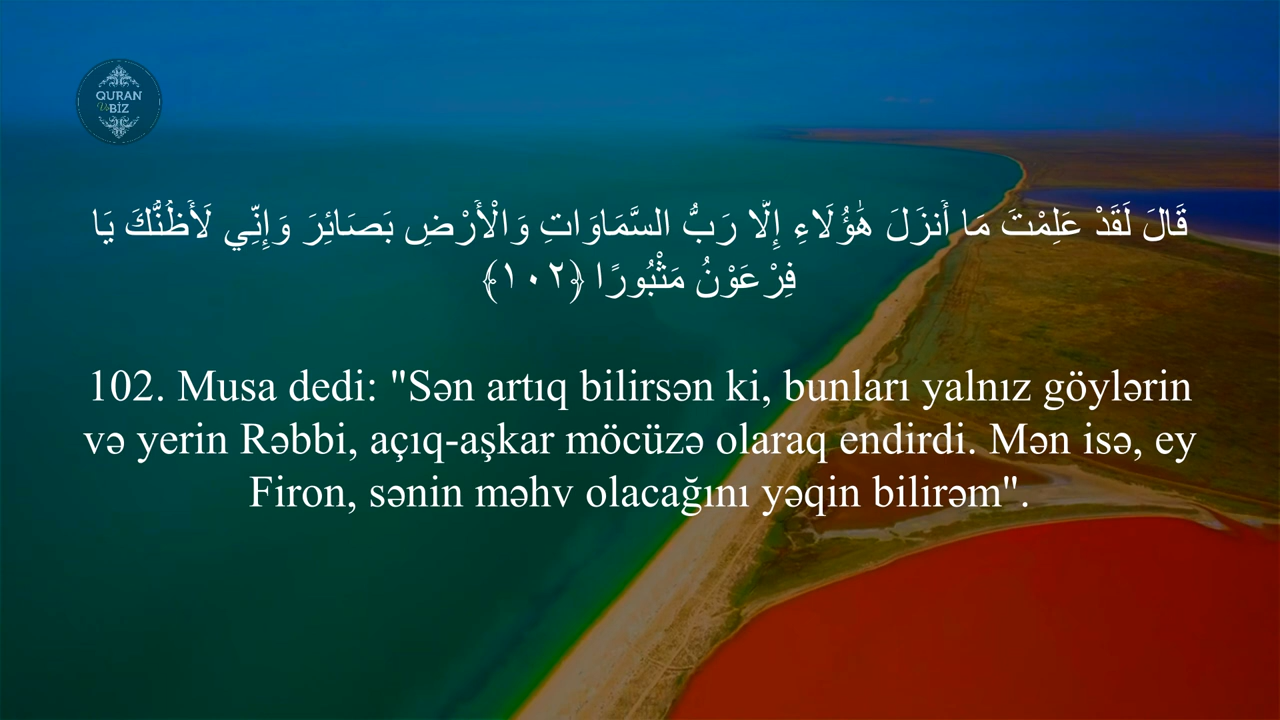 QURAN
Və
BİZ
قَالَ لَقَدْ عَلِمْتَ مَا أَنزَلَ هَٰؤُلَاءِ إِلَّا رَبُّ السَّمَاوَاتِ وَالْأَرْضِ بَصَائِرَ وَإِنِّي لَأَظُنُّكَ يَا
فِرْعَوْنُ مَثْبُورًا ﴿١٠٢﴾
102. Musa dedi: "Sən artıq bilirsən ki, bunları yalnız göylərin
və yerin Rəbbi, açıq-aşkar möcüzə olaraq endirdi. Mən isə, ey
Firon, sənin məhv olacağını yəqin bilirəm".